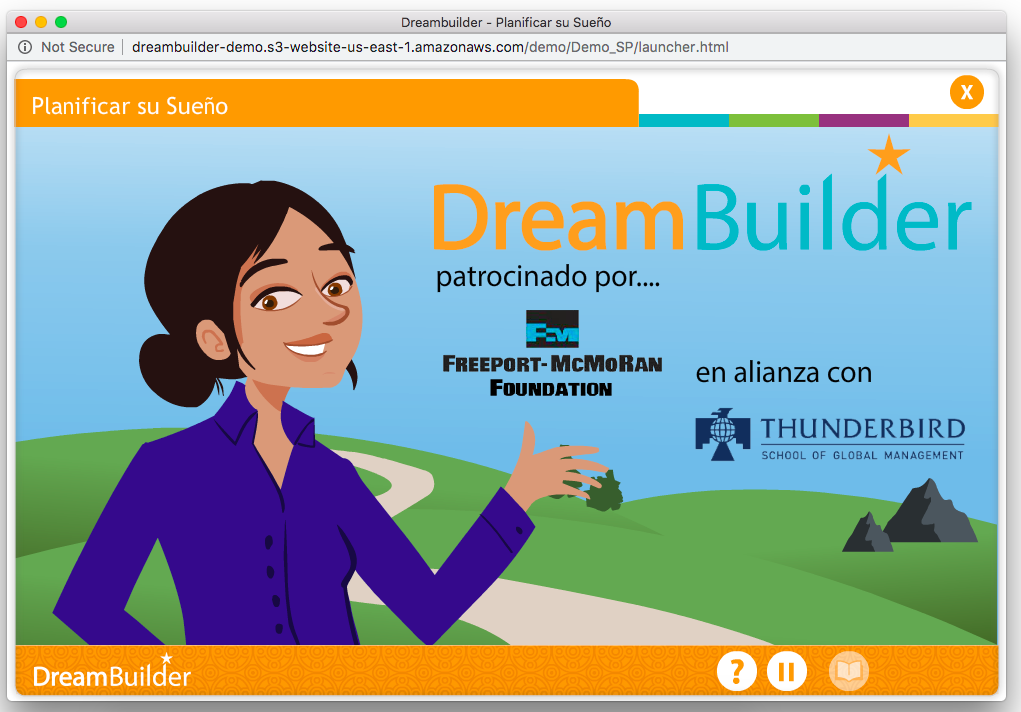 Dreambuilder - Planificar su Sueño
Not Secure
dreambuilder-demo.s3-website-us-east-1.amazonaws.com/demo/Demo_SP/launcher.html
Planificar su Sueño
X
DreamBuilder
patrocinado por....
FM
FREEPORT-MCMORAN
FOUNDATION
en alianza con
THUNDERBIRD
SCHOOL OF GLOBAL MANAGEMENT
DreamBuilder
?